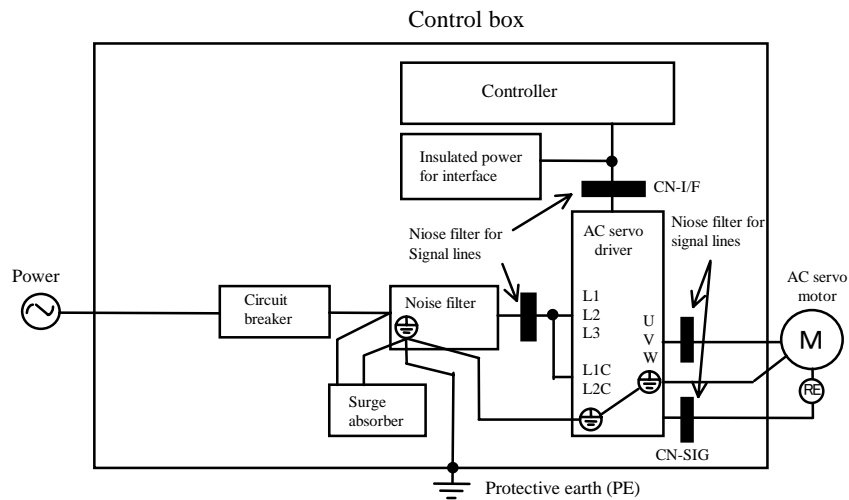 Control box
Controller
Insulated power
for interface
CN-I/F
Niose filter for
Signal lines
AC servo
driver
Niose filter for
signal lines
Power
Circuit
breaker
Noise filter
L1
L2
L3
L1C
L2C
U
V
W
AC servo
motor
M
RE
Surge
absorber
CN-SIG
Protective earth (PE)